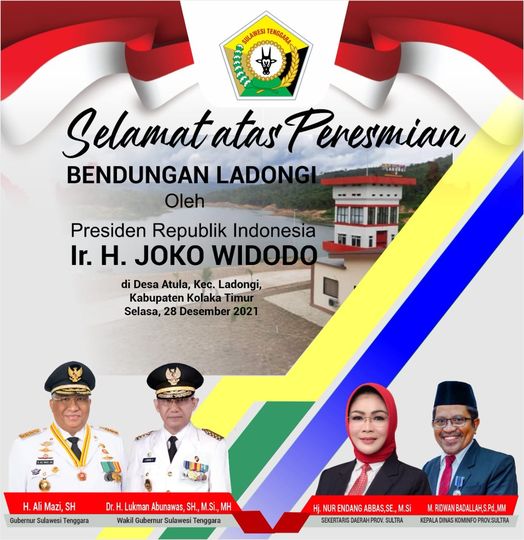 SULAWESI TENGGARA
Selamat atas Peresmian
BENDUNGAN LADONGI
Oleh
Presiden Republik Indonesia
Ir. H. JOKO WIDODO
di Desa Atula, Kec. Ladongi,
Kabupaten Kolaka Timur
Selasa, 28 Desember 2021
H. Ali Mazi, SH
Gubernur Sulawesi Tenggara
Dr. H. Lukman Abunawas, SH., M.Si., MH
Wakil Gubernur Sulawesi Tenggara
Hj. NUR ENDANG ABBAS,SE., M.Si
SEKERTARIS DAERAH PROV. SULTRA
M. RIDWAN BADALLAH,S.Pd.,MM
KEPALA DINAS KOMINFO PROV.SULTRA